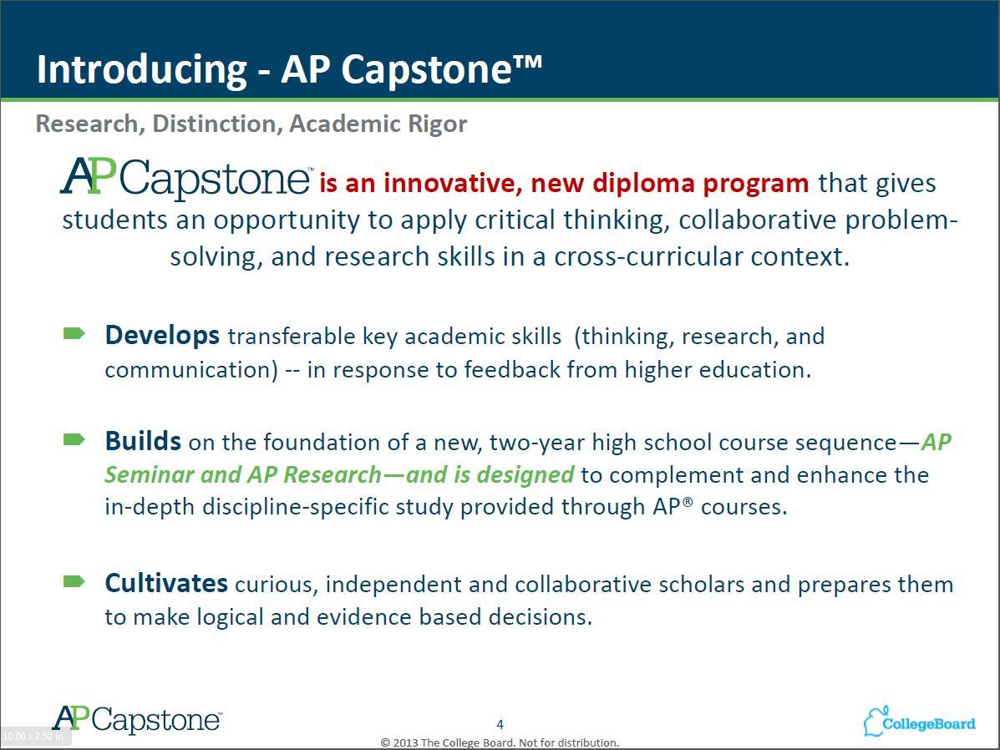 Introducing - AP Capstone™
Research, Distinction, Academic Rigor
AP Capstone™ is an innovative, new diploma program that gives
students an opportunity to apply critical thinking, collaborative problem-
solving, and research skills in a cross-curricular context.
Develops transferable key academic skills  (thinking, research, and
communication) -- in response to feedback from higher education.
Builds on the foundation of a new, two-year high school course sequence—AP
Seminar and AP Research—and is designed to complement and enhance the
in-depth discipline-specific study provided through AP® courses.
Cultivates curious, independent and collaborative scholars and prepares them
to make logical and evidence based decisions.
AP Capstone™
10.00 x 7.50 in
4
CollegeBoard
© 2013 The College Board. Not for distribution.